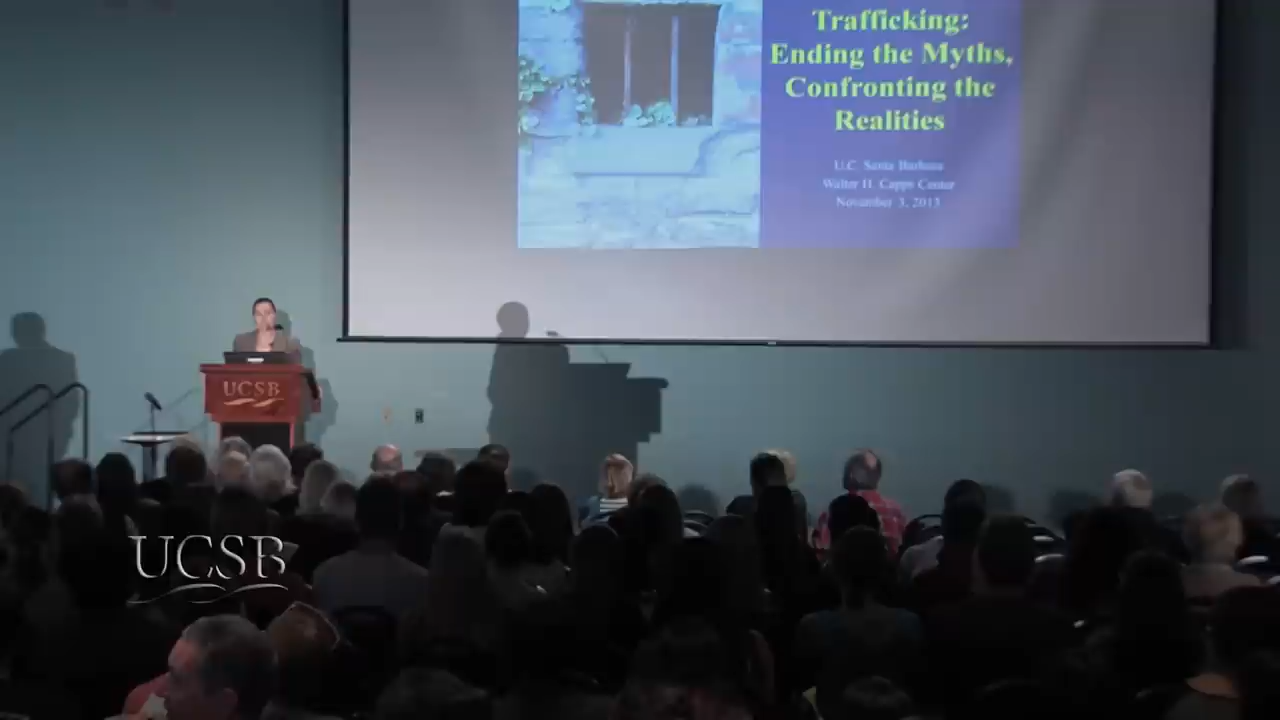 Trafficking:
Ending the Myths,
Confronting the
Realities
U.C. Santa Barbara
Walter H. Capps Center
November 3, 2013
UCSB
UCSB